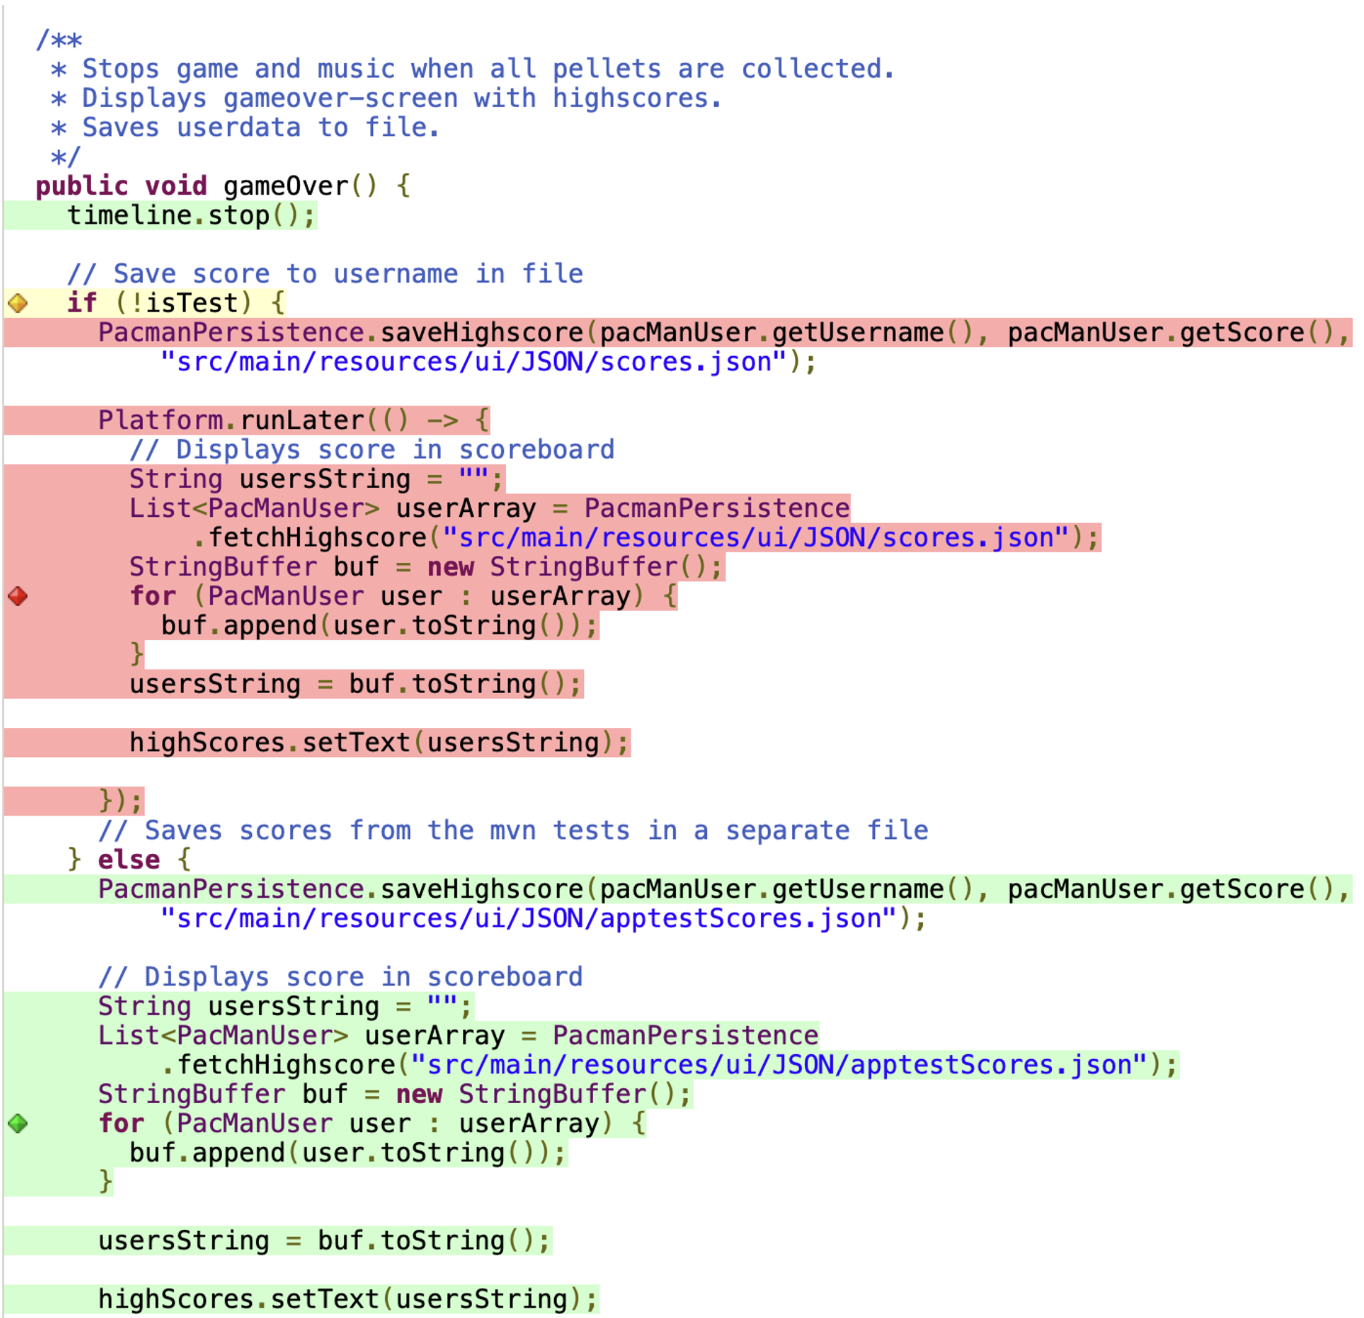 /**
 * Stops game and music when all pellets are collected.
 * Displays gameover-screen with highscores.
 * Saves userdata to file.
 */
public void gameOver() {
  timeline.stop();

  // Save score to username in file
  if (!isTest) {
    PacmanPersistence.saveHighscore(pacManUser.getUsername(), pacManUser.getScore(),
        "src/main/resources/ui/JSON/scores.json");

    Platform.runLater(() -> {
      // Displays score in scoreboard
      String usersString = "";
      List<PacManUser> userArray = PacmanPersistence
          .fetchHighscore("src/main/resources/ui/JSON/scores.json");
      StringBuffer buf = new StringBuffer();
      for (PacManUser user : userArray) {
        buf.append(user.toString());
      }
      usersString = buf.toString();

      highScores.setText(usersString);

    });
    // Saves scores from the mvn tests in a separate file
  } else {
    PacmanPersistence.saveHighscore(pacManUser.getUsername(), pacManUser.getScore(),
        "src/main/resources/ui/JSON/apptestScores.json");

    // Displays score in scoreboard
    String usersString = "";
    List<PacManUser> userArray = PacmanPersistence
        .fetchHighscore("src/main/resources/ui/JSON/apptestScores.json");
    StringBuffer buf = new StringBuffer();
    for (PacManUser user : userArray) {
      buf.append(user.toString());
    }

    usersString = buf.toString();

    highScores.setText(usersString);